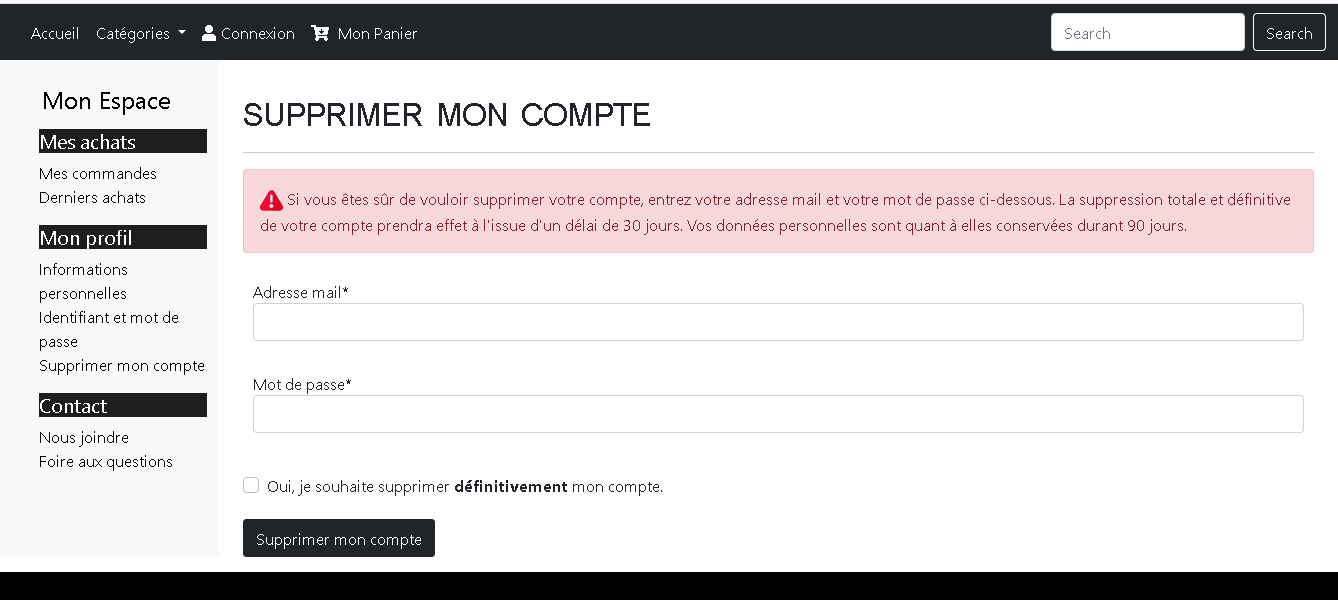 Accueil Catégories Connexion Mon Panier Search Search
Mon Espace
Mes achats
Mes commandes
Derniers achats
Mon profil
Informations
personnelles
Identifiant et mot de
passe
Supprimer mon compte
Contact
Nous joindre
Foire aux questions
SUPPRIMER MON COMPTE
Si vous êtes sûr de vouloir supprimer votre compte, entrez votre adresse mail et votre mot de passe ci-dessous. La suppression totale et définitive
de votre compte prendra effet à l'issue d'un délai de 30 jours. Vos données personnelles sont quant à elles conservées durant 90 jours.
Adresse mail*
Mot de passe*
Oui, je souhaite supprimer définitivement mon compte.
Supprimer mon compte